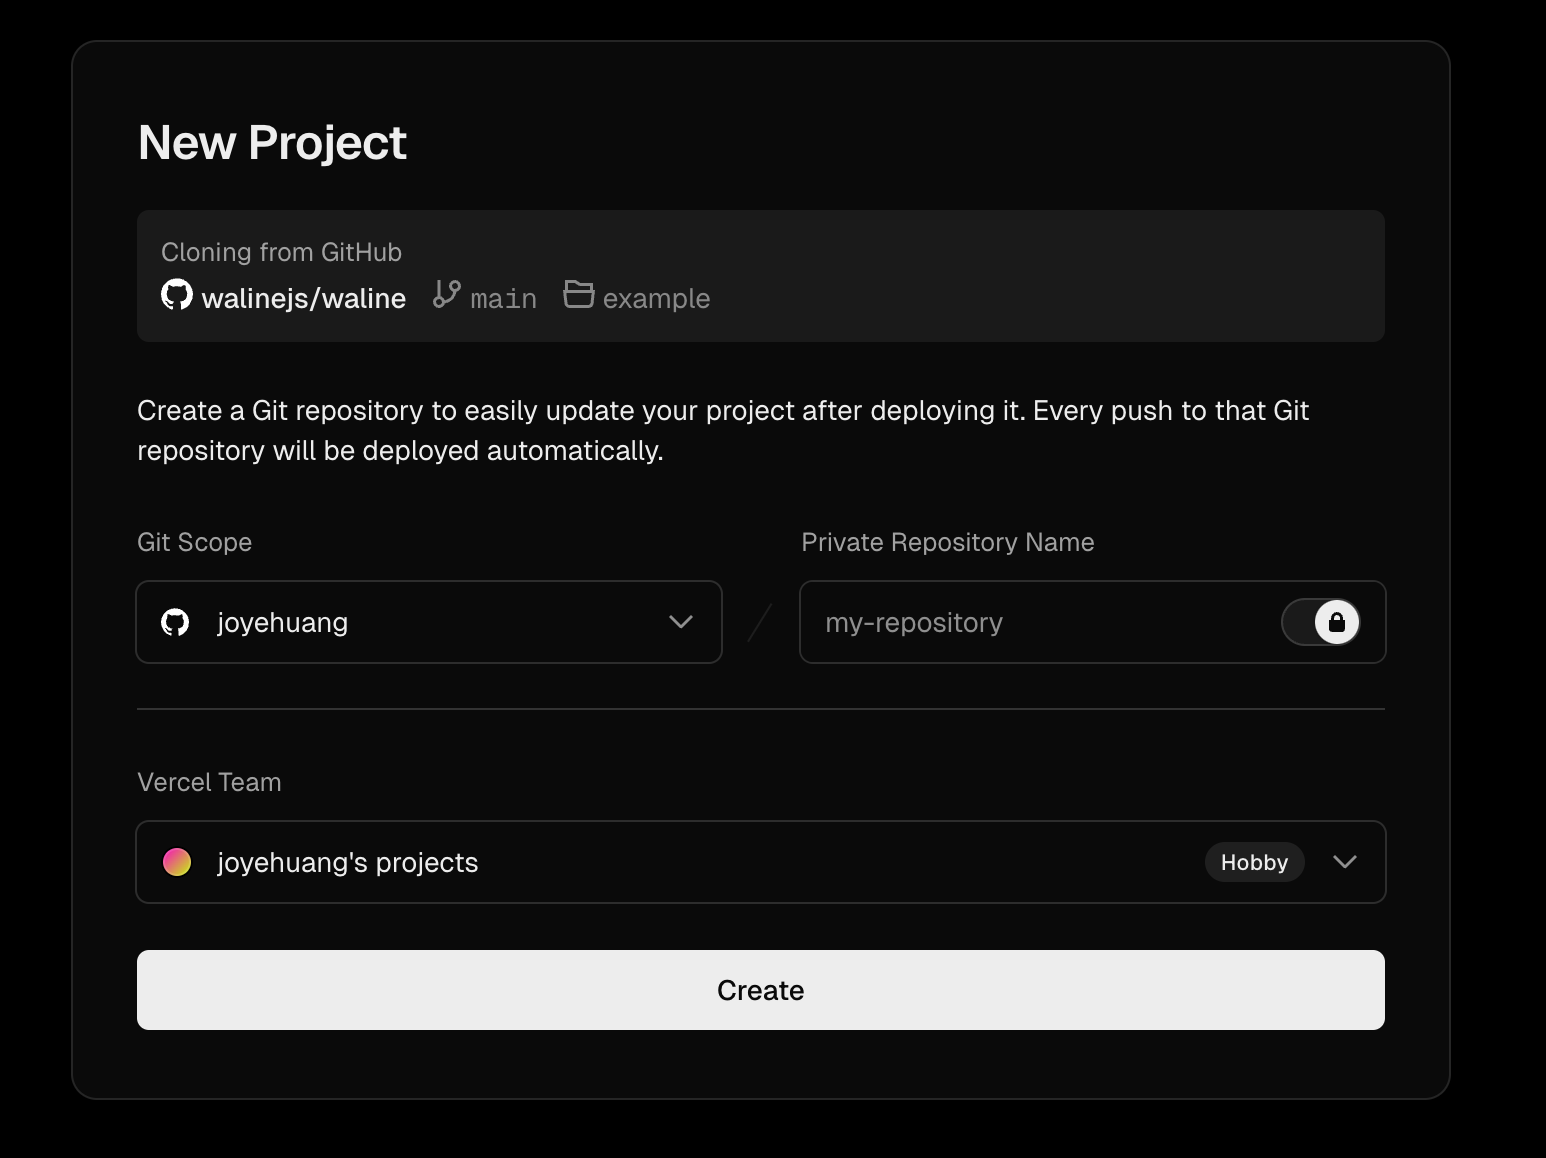 New Project
Cloning from GitHub
walinejs/waline main example
Create a Git repository to easily update your project after deploying it. Every push to that Git
repository will be deployed automatically.
Git Scope
Private Repository Name
joyehuang
/
my-repository
Vercel Team
joyehuang's projects
Hobby
Create